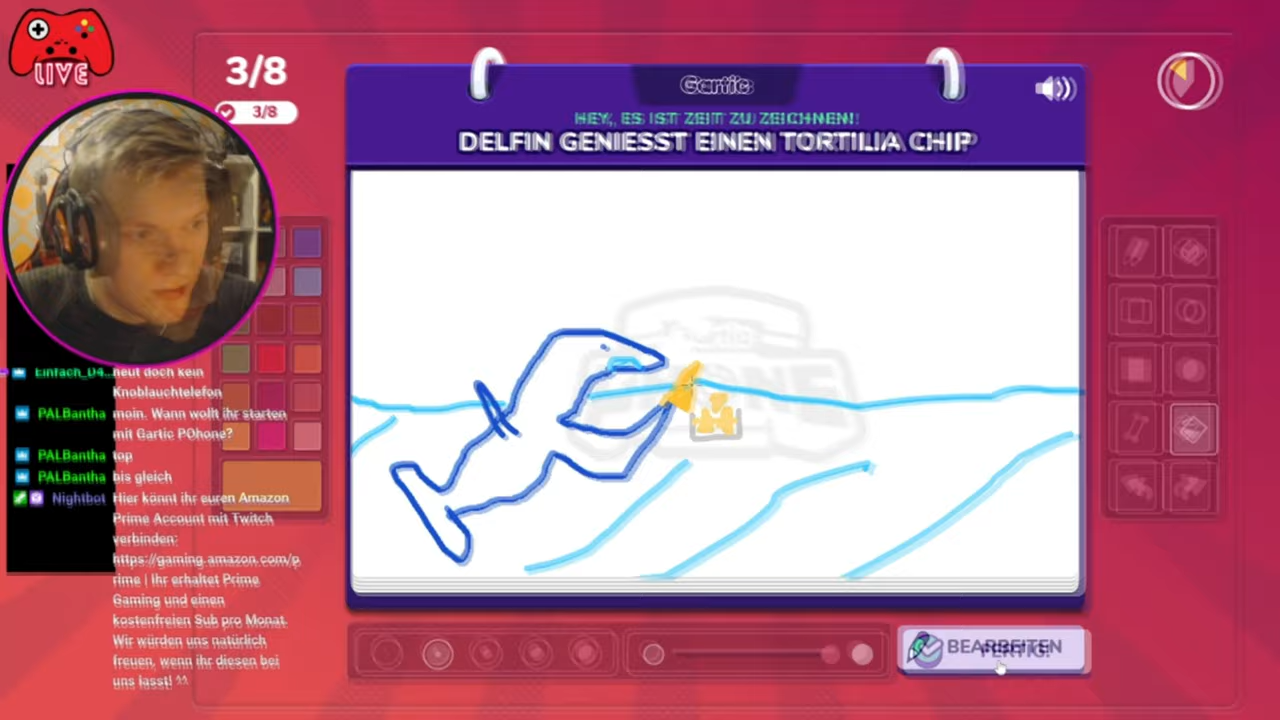 LIVE
3/8
3/8
Gartic
HEY, ES IST ZEIT ZU ZEICHNEN!
DELFIN GENIESST EINEN TORTILIA CHIP
Einfach_D4... heut doch kein
Knoblauchtelefon
PALBantha moin. Wann wollt ihr starten
mit Gartic POhone?
PALBantha top
PALBantha bis gleich
Nightbot Hier könnt ihr euren Amazon
Prime Account mit Twitch
verbinden:
https://gaming.amazon.com/p
rime | Ihr erhaltet Prime
Gaming und einen
kostenfreien Sub pro Monat.
Wir würden uns natürlich
freuen, wenn ihr diesen bei
uns lasst! ^^
BEARBEITEN
FERTIG!